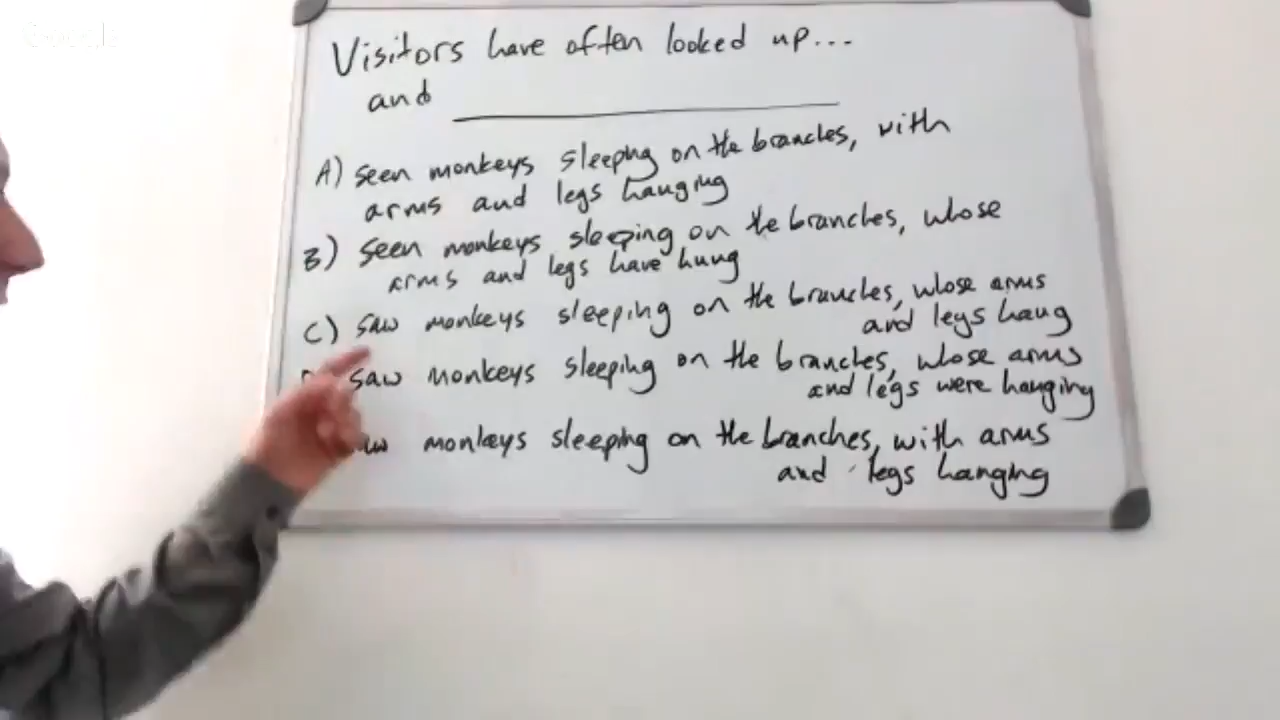 Visitors have often looked up...
and
A) seen monkeys sleeping on the branches, with
arms and legs hanging
B) seen monkeys sleeping on the branches, whose
arms and legs have hung
C) saw monkeys sleeping on the branches, whose arms
and legs hang
saw monkeys sleeping on the branches, whose arms
and legs were hanging
monkeys sleeping on the branches, with arms
and legs hanging